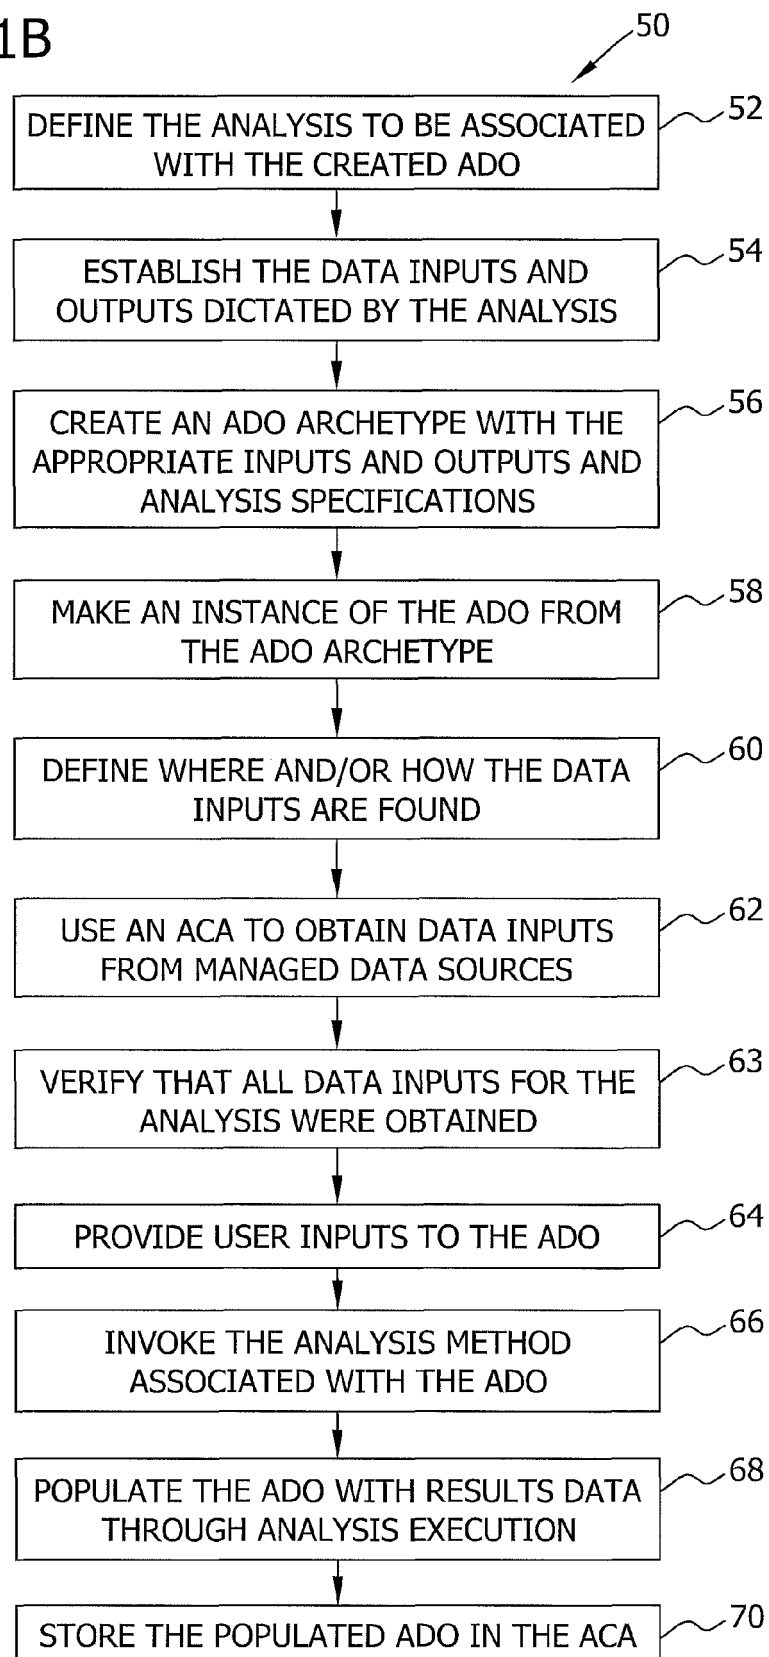 1B
50
DEFINE THE ANALYSIS TO BE ASSOCIATED
WITH THE CREATED ADO
52
ESTABLISH THE DATA INPUTS AND
OUTPUTS DICTATED BY THE ANALYSIS
54
CREATE AN ADO ARCHETYPE WITH THE
APPROPRIATE INPUTS AND OUTPUTS AND
ANALYSIS SPECIFICATIONS
56
MAKE AN INSTANCE OF THE ADO FROM
THE ADO ARCHETYPE
58
DEFINE WHERE AND/OR HOW THE DATA
INPUTS ARE FOUND
60
USE AN ACA TO OBTAIN DATA INPUTS
FROM MANAGED DATA SOURCES
62
VERIFY THAT ALL DATA INPUTS FOR THE
ANALYSIS WERE OBTAINED
63
PROVIDE USER INPUTS TO THE ADO
64
INVOKE THE ANALYSIS METHOD
ASSOCIATED WITH THE ADO
66
POPULATE THE ADO WITH RESULTS DATA
THROUGH ANALYSIS EXECUTION
68
STORE THE POPULATED ADO IN THE ACA
70